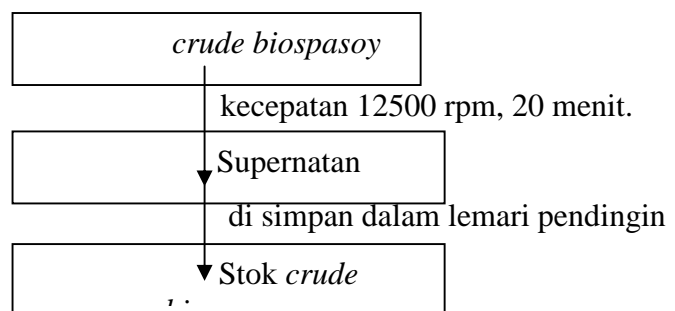 crude biospasoy
kecepatan 12500 rpm, 20 menit.
Supernatan
di simpan dalam lemari pendingin
Stok crude